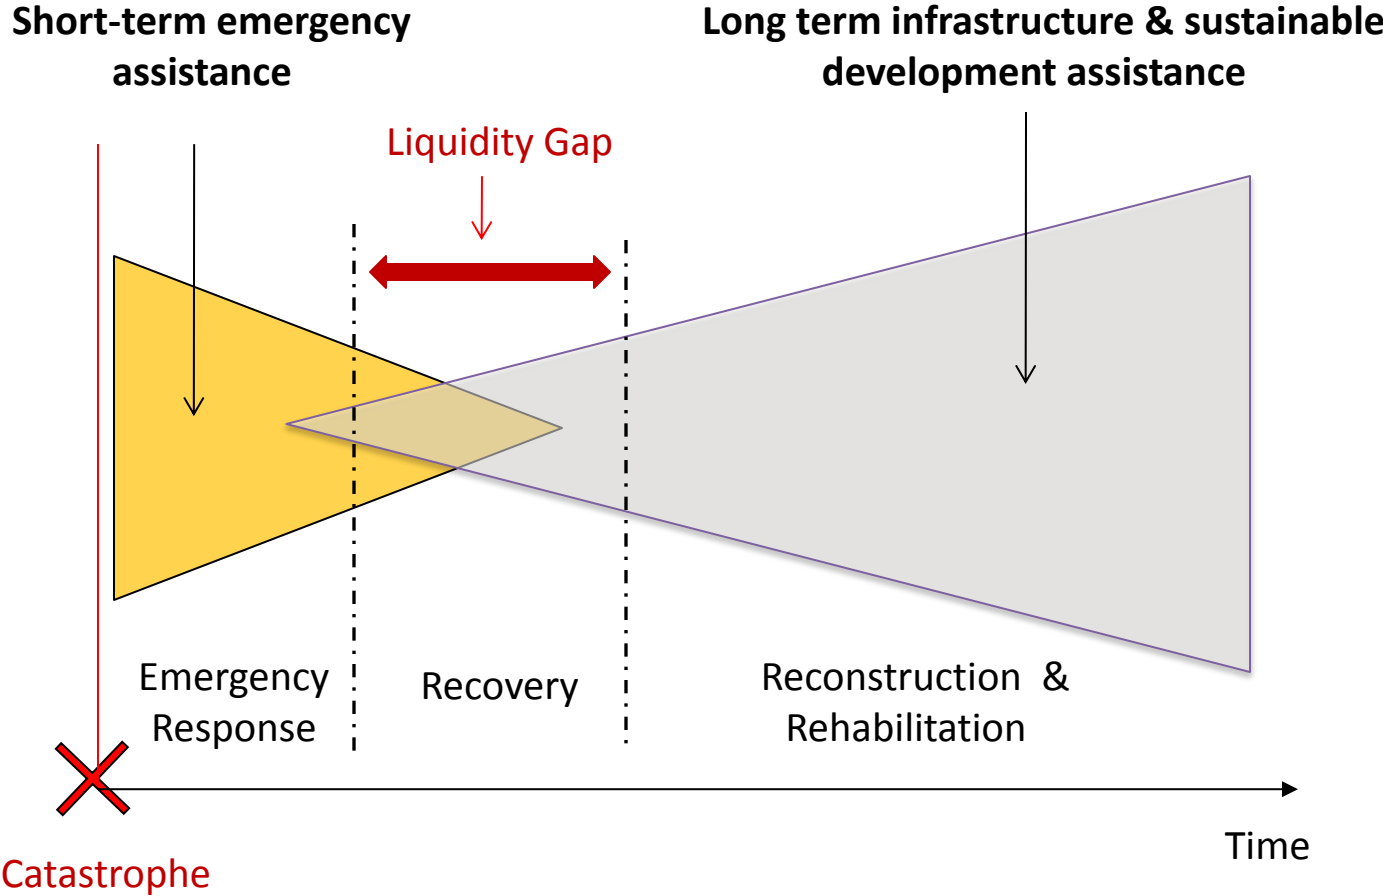 Short-term emergency
assistance
Long term infrastructure & sustainable
development assistance
Liquidity Gap
Emergency
Response
Recovery
Reconstruction &
Rehabilitation
Time
Catastrophe